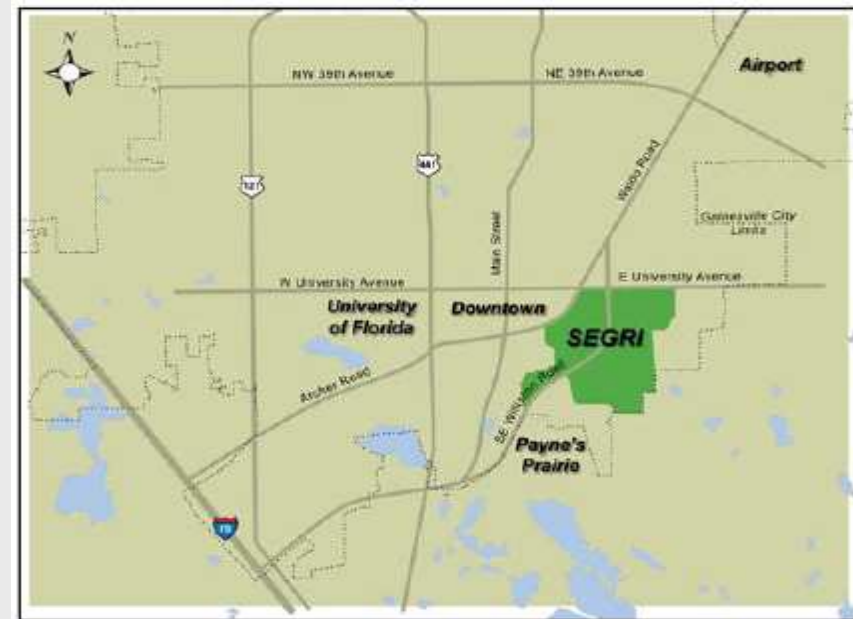 N
Airport
NW 39th Avenue
NE 39th Avenue
441
121
Waldo Road
Main Street
Gainesville City
Limits
W University Avenue
E University Avenue
University
of Florida
Downtown
SEGRI
Archer Road
SE Williston Road
Payne's
Prairie
75